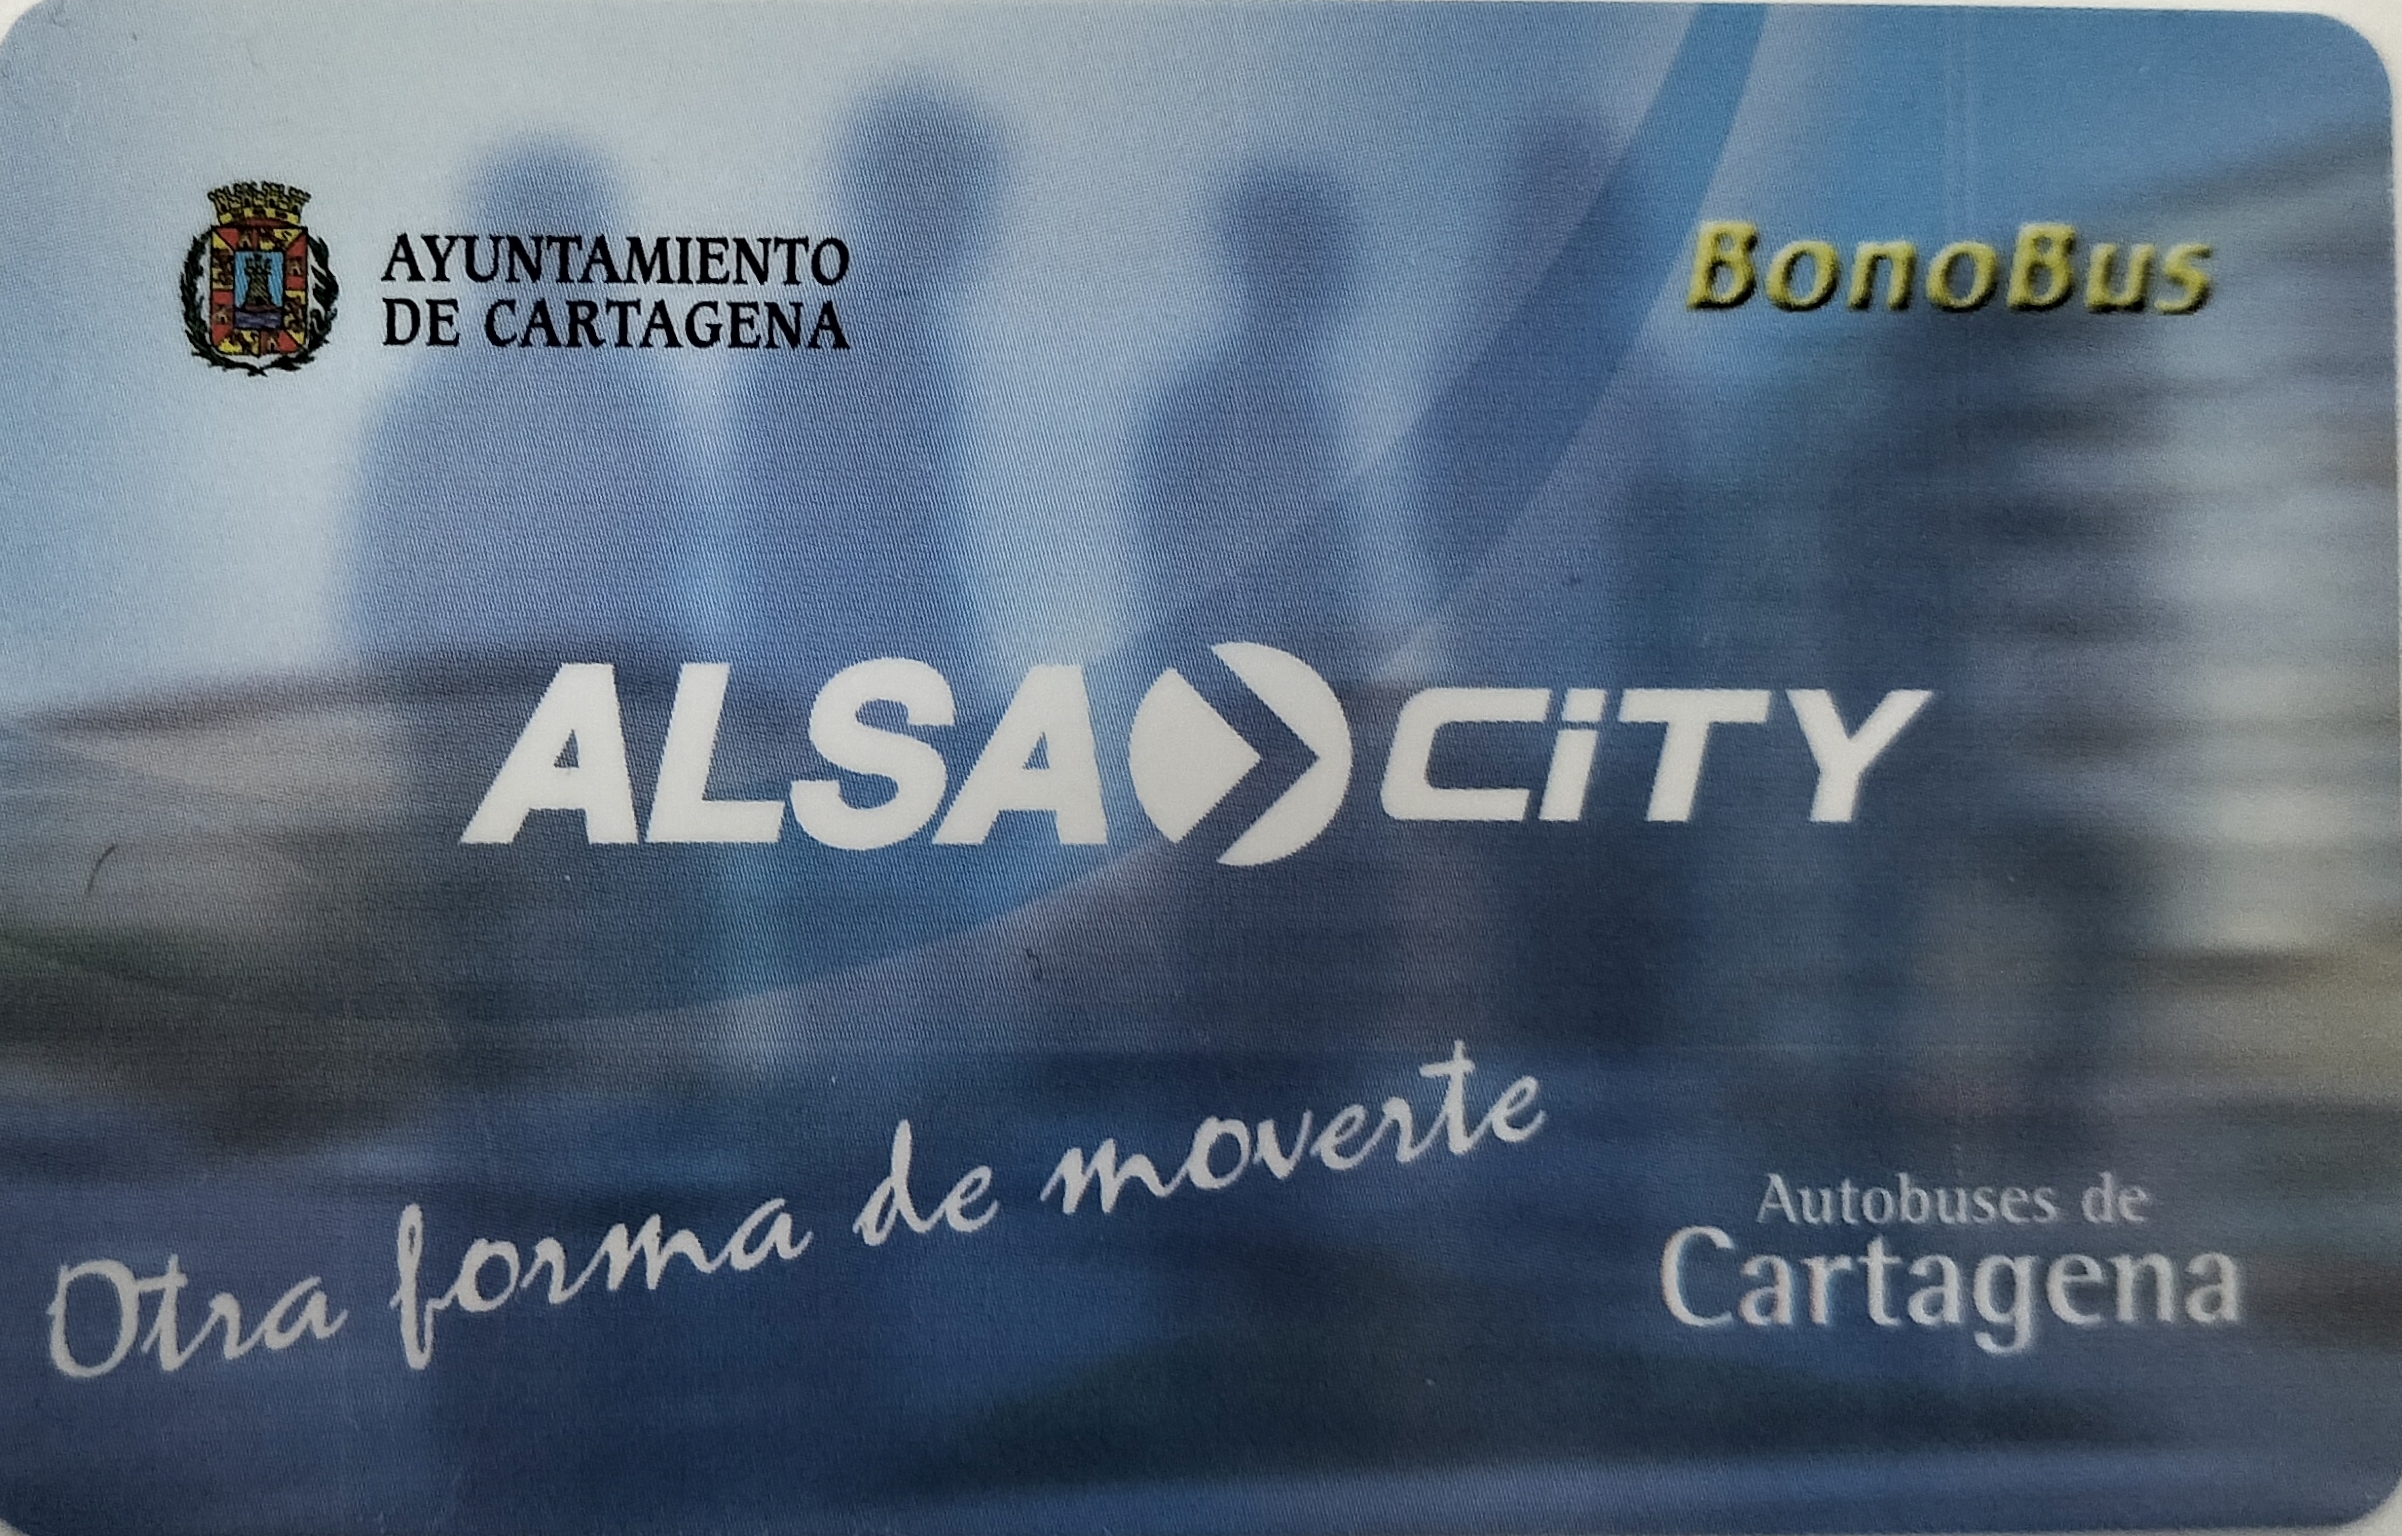 AYUNTAMIENTO
DE CARTAGENA
BonoBus
ALSA CiTY
Otra forma de moverte
Autobuses de
Cartagena